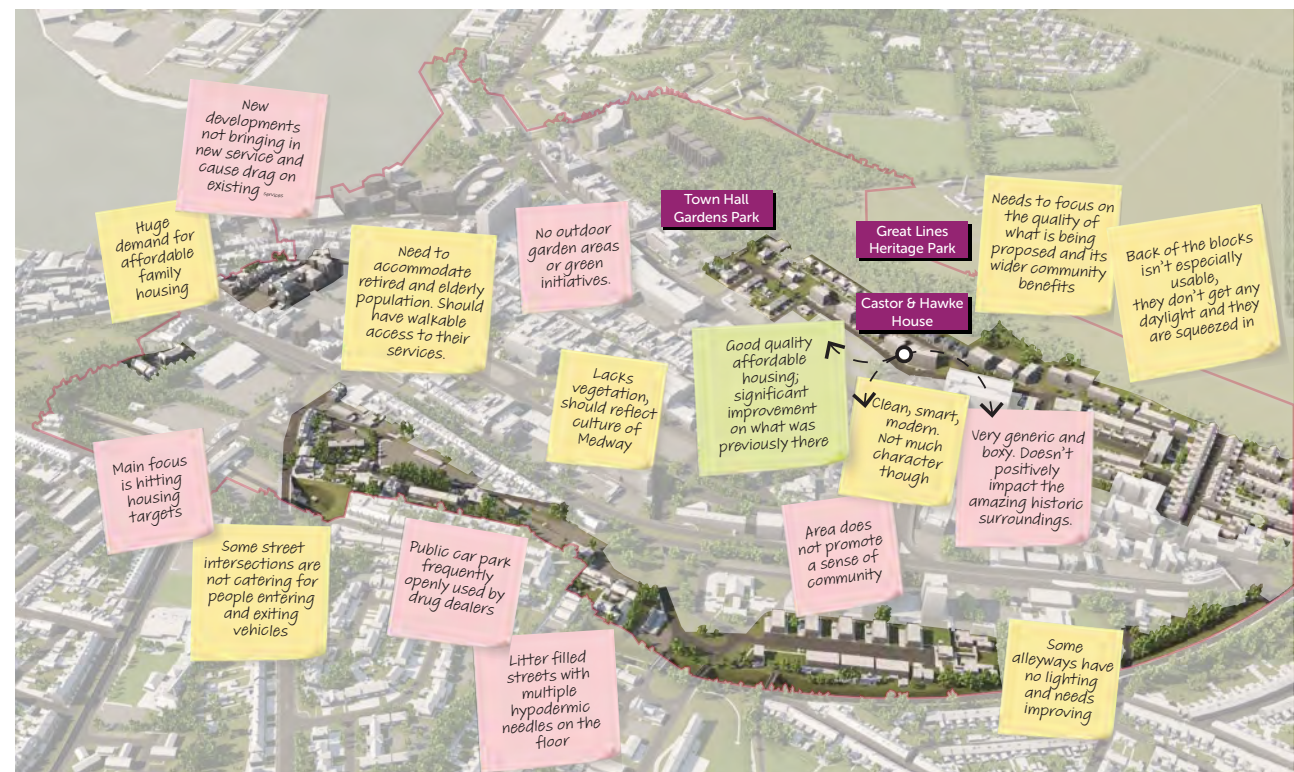 New
developments
not bringing in
new service and
cause drag on
existing services
Huge
demand for
affordable
family
housing
Need to
accommodate
retired and elderly
population. Should
have walkable
access to their
services.
No outdoor
garden areas
or green
initiatives.
Town Hall
Gardens Park
Great Lines
Heritage Park
Castor & Hawke
House
Needs to focus on
the quality of
what is being
proposed and its
wider community
benefits
Back of the blocks
isn't especially
usable,
they don't get any
daylight and they
are squeezed in
Lacks
vegetation,
should reflect
culture of
Medway
Good quality
affordable
housing;
significant
improvement
on what was
previously there
Clean, smart,
modern.
Not much
character
though
Very generic and
boxy. Doesn't
positively
impact the
amazing historic
surroundings.
Main focus
is hitting
housing
targets
Some street
intersections are
not catering for
people entering
and exiting
vehicles
Public car park
frequently
openly used by
drug dealers
Litter filled
streets with
multiple
hypodermic
needles on the
floor
Area does
not promote
a sense of
community
Some
alleyways have
no lighting
and needs
improving